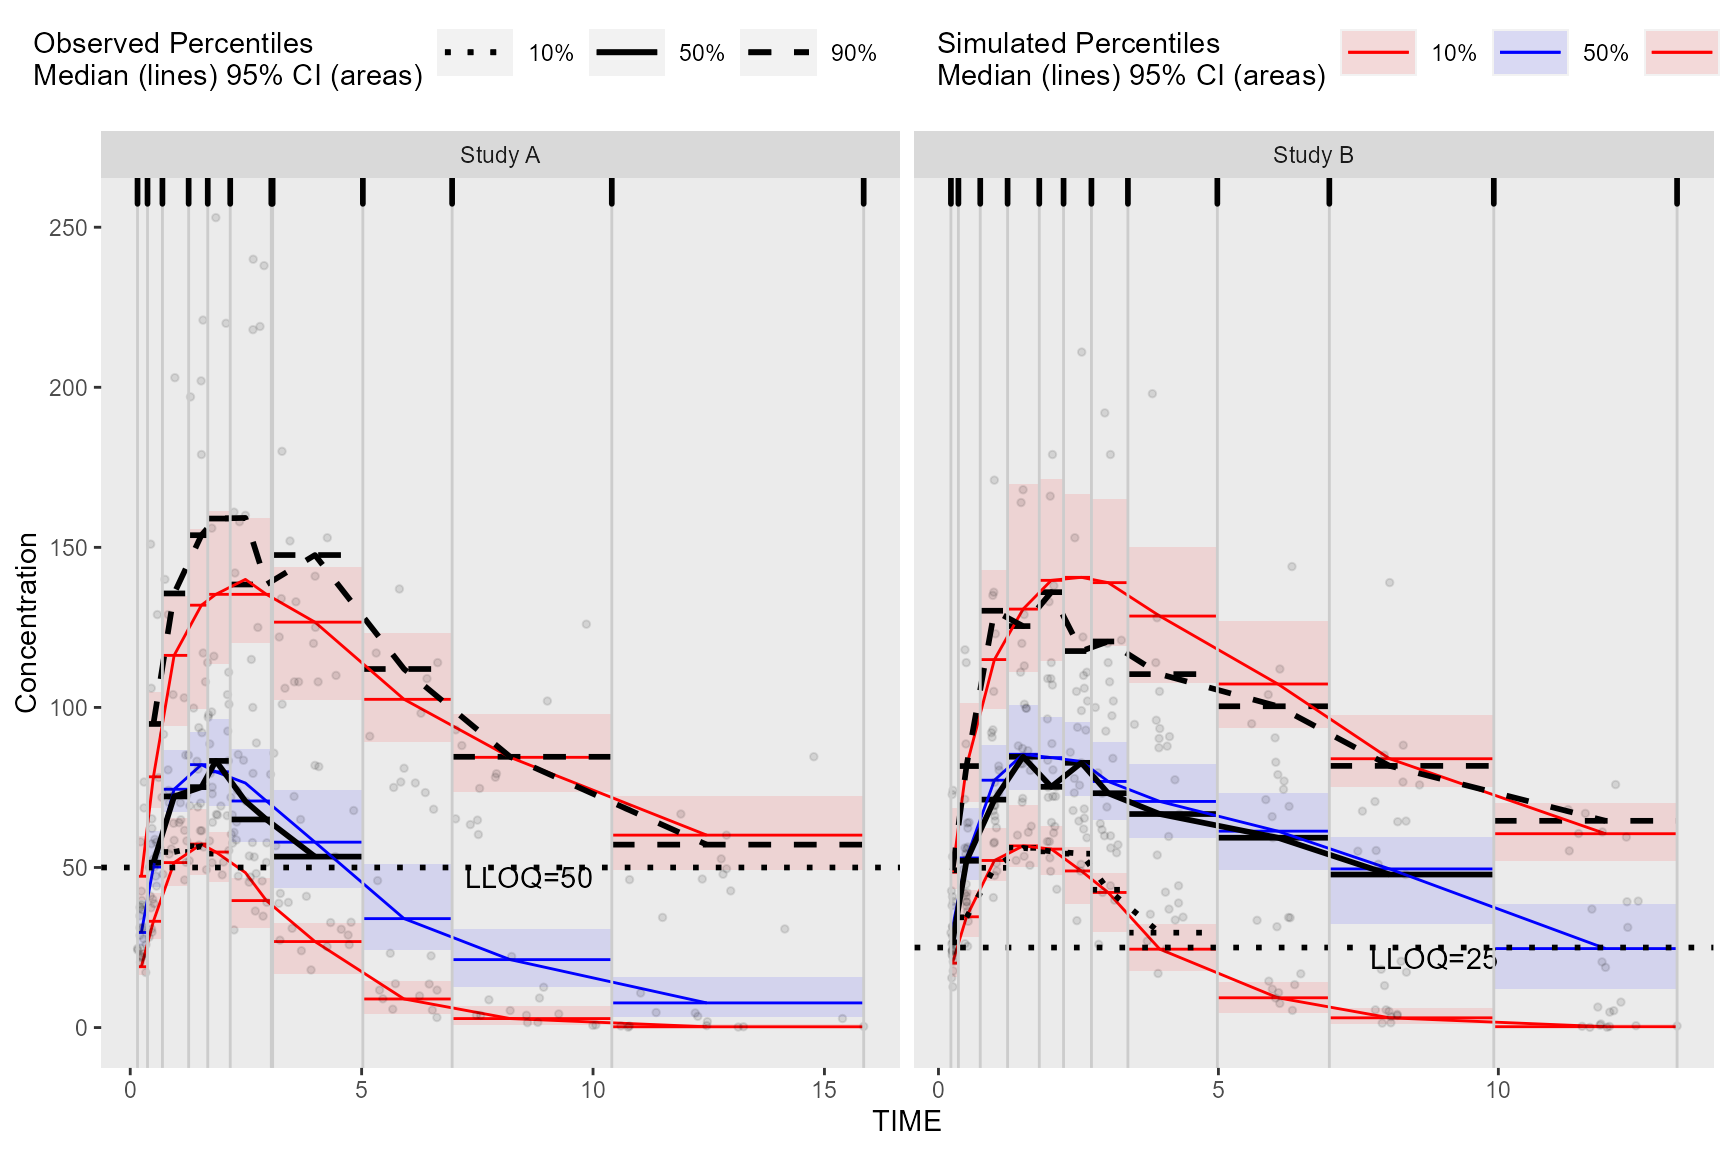 Observed Percentiles
Median (lines) 95% CI (areas)
10%
50%
90%
Simulated Percentiles
Median (lines) 95% CI (areas)
10%
50%
Study A
Study B
Concentration
250
200
150
100
50
0
LLOQ=50
LLOQ=25
0
5
10
15
0
5
10
TIME